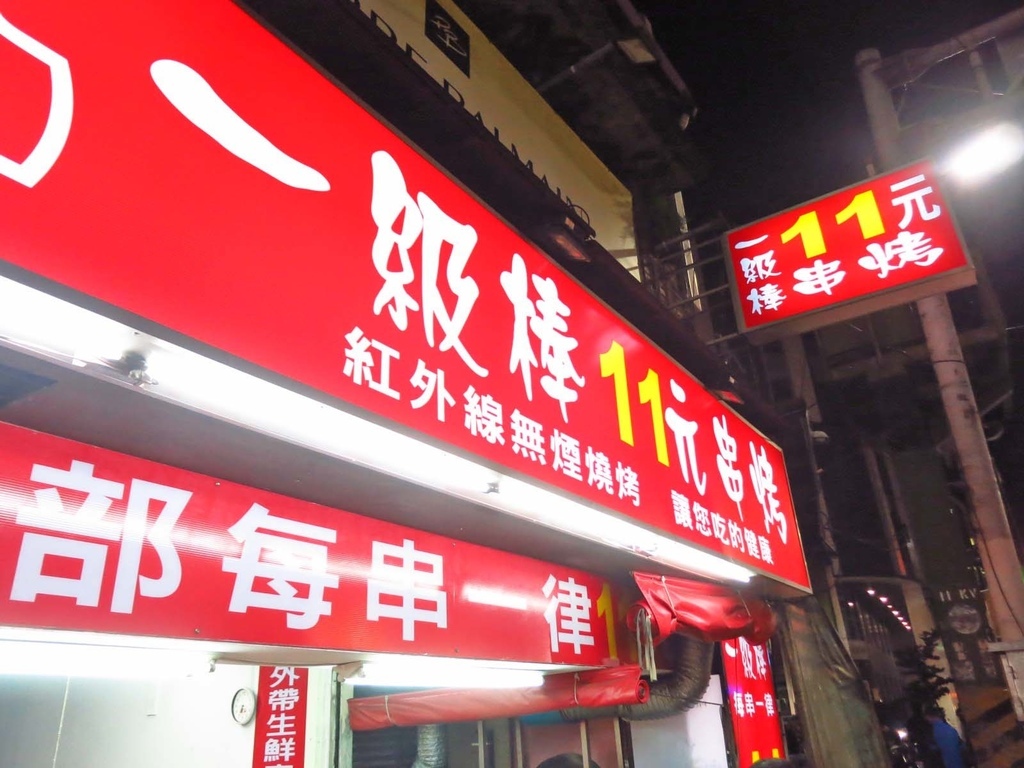 一級棒11元串烤
紅外線無煙燒烤 讓您吃的健康
一級棒
11元
串烤
部每串一律1
外帶生鮮
一級
每串一律